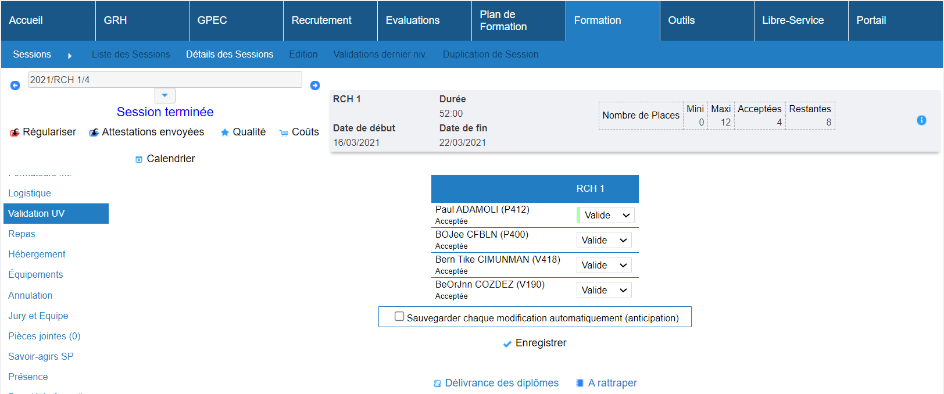 Accueil GRH GPEC Recrutement Evaluations Plan de Formation Formation Outils Libre-Service Portail
Sessions Liste des Sessions Détails des Sessions Edition Validations dernier niv Duplication de Session
2021/RCH 1/4
Session terminée
Régulariser Attestations envoyées Qualité Coûts
Calendrier
RCH 1 Durée
52.00
Date de début Date de fin
16/03/2021 22/03/2021
Mini Maxi Acceptées Restantes
Nombre de Places
0 12 4 8
Logistique
Validation UV
Repas
Hébergement
Équipements
Annulation
Jury et Equipe
Pièces jointes (0)
Savoir-agirs SP
Présence
RCH 1
Paul ADAMOLI (P412) Valide
Acceptée
BOJee CFBLN (P400) Valide
Acceptée
Bern Tike CIMUNMAN (V418) Valide
Acceptée
BeOrJnn COZDEZ (V190) Valide
Acceptée
Sauvegarder chaque modification automatiquement (anticipation)
Enregistrer
Délivrance des diplômes A rattraper